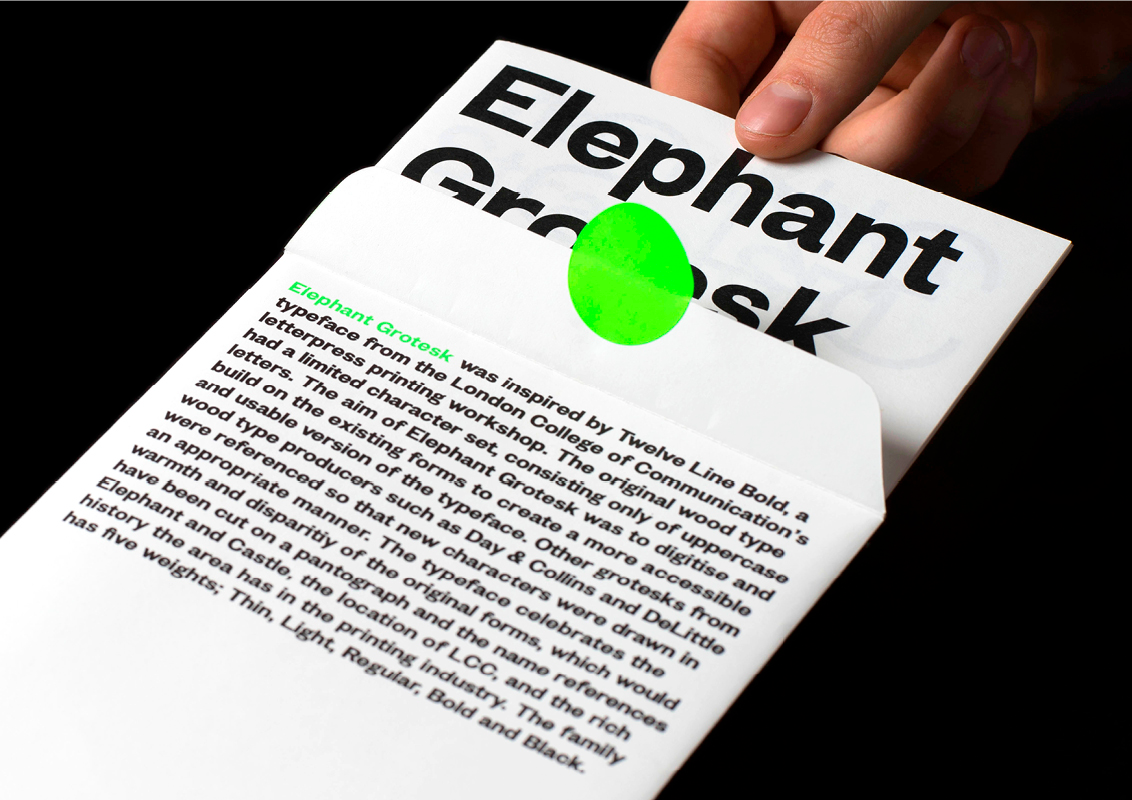 Elephant
Grotesk
Elephant Grotesk was inspired by Twelve Line Bold, a
typeface from the London College of Communication's
letterpress printing workshop. The original wood type
had a limited character set, consisting only of uppercase
letters. The aim of Elephant Grotesk was to digitise and
build on the existing forms to create a more accessible
and usable version of the typeface. Other grotesks from
wood type producers such as Day & Collins and DeLittle
were referenced so that new characters were drawn in
an appropriate manner. The typeface celebrates the
warmth and disparitiy of the original forms, which would
have been cut on a pantograph and the name references
Elephant and Castle, the location of LCC, and the rich
history the area has in the printing industry. The family
has five weights; Thin, Light, Regular, Bold and Black.